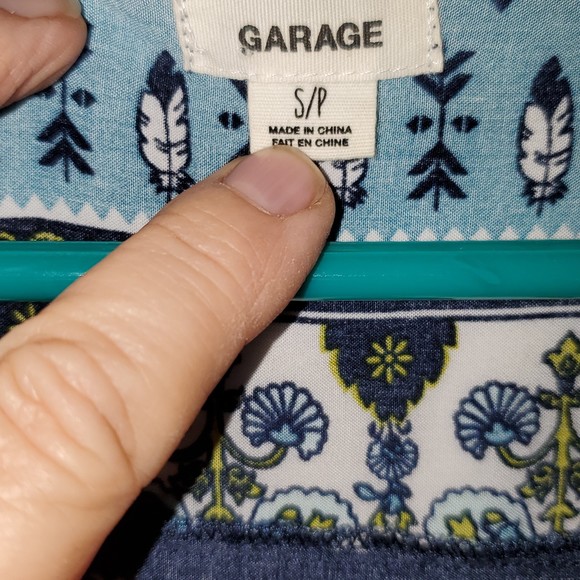 GARAGE
S/P
MADE IN CHINA
FAIT EN CHINE